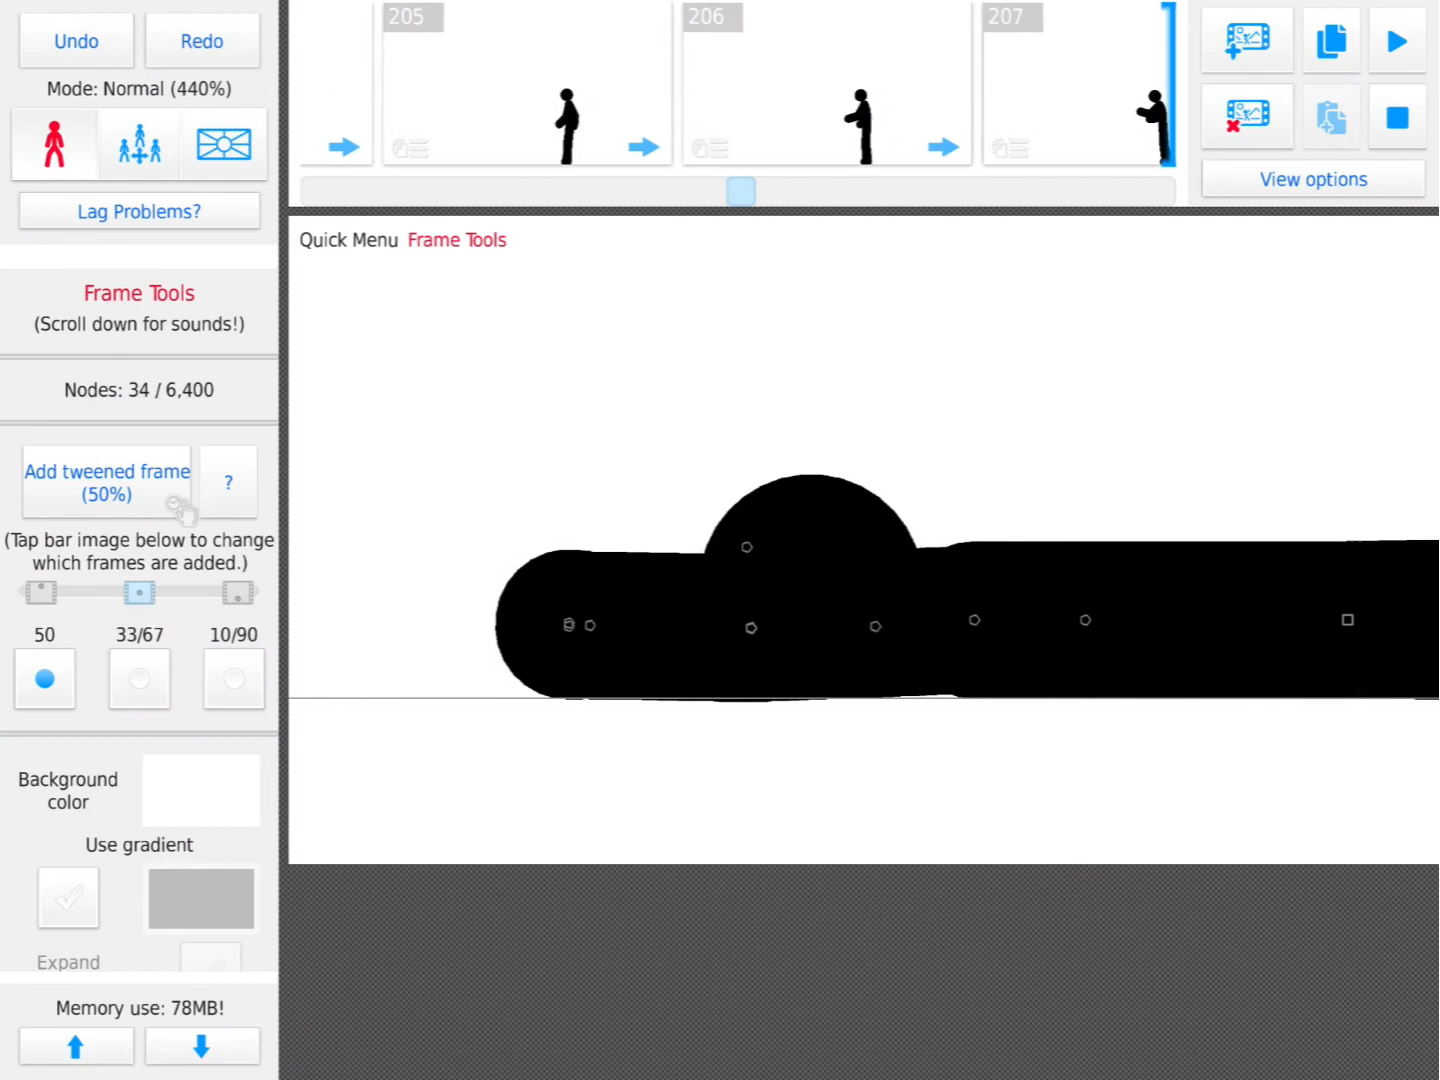 Undo
Redo
Mode: Normal (440%)
Lag Problems?
Frame Tools
(Scroll down for sounds!)
Nodes: 34 / 6,400
Add tweened frame
(50%)
?
(Tap bar image below to change
which frames are added.)
50
33/67
10/90
Background
color
Use gradient
Expand
Memory use: 78MB!
205
206
207
View options
Quick Menu
Frame Tools